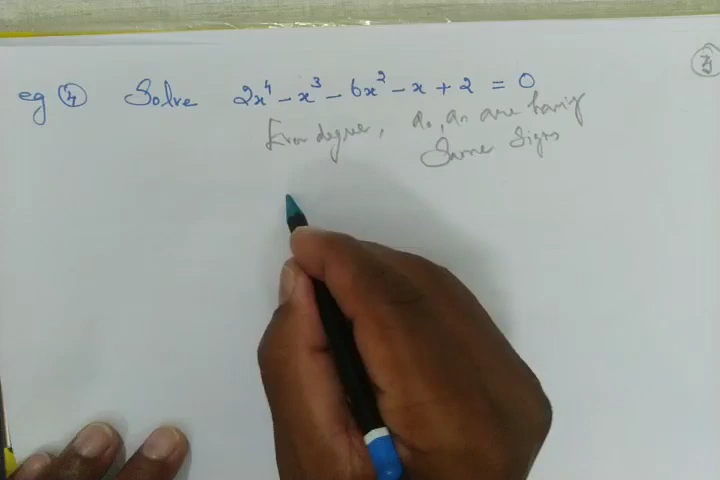 eg 4 Solve 2x⁴ - x³ - 6x² - x + 2 = 0
Even degree, a₀, aₙ are having
Same Signs